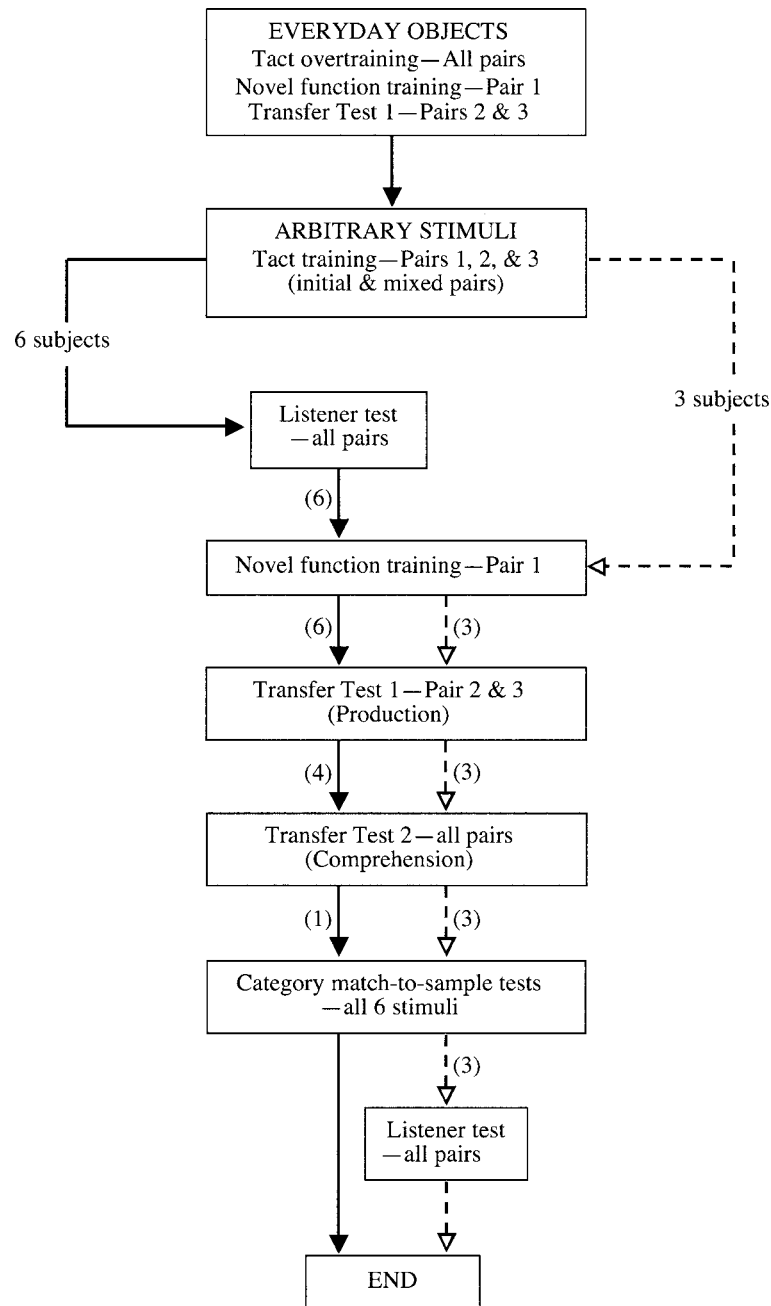 EVERYDAY OBJECTS
Tact overtraining—All pairs
Novel function training—Pair 1
Transfer Test 1—Pairs 2 & 3
ARBITRARY STIMULI
Tact training—Pairs 1, 2, & 3
(initial & mixed pairs)
6 subjects
3 subjects
Listener test
—all pairs
(6)
Novel function training—Pair 1
(6)
(3)
Transfer Test 1—Pair 2 & 3
(Production)
(4)
(3)
Transfer Test 2—all pairs
(Comprehension)
(1)
(3)
Category match-to-sample tests
—all 6 stimuli
(3)
Listener test
—all pairs
END